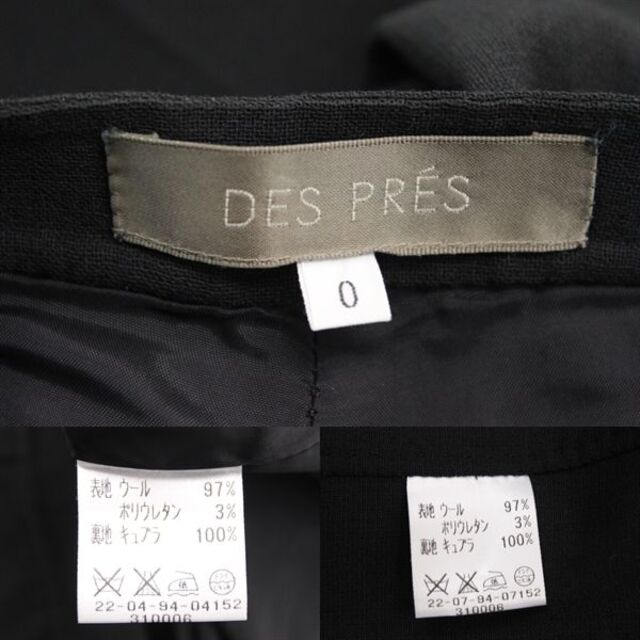 DES PRÉS
0
表地 ウール 97%
ポリウレタン 3%
裏地 キュプラ 100%
22-04-94-04152
310006
表地 ウール 97%
ポリウレタン 3%
裏地 キュプラ 100%
22-07-94-07152
310006